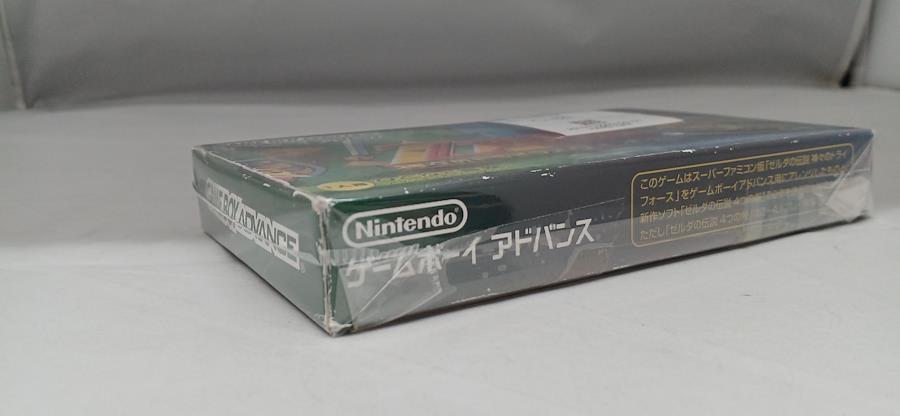 GAME BOY ADVANCE
Nintendo
ゲームボーイ アドバンス
このゲームはスーパーファミコン版「ゼルダの伝説 神々のトライ
フォース」をゲームボーイアドバンス用にアレンジしたものと
新作ソフト「ゼルダの伝説 4つの
ただし「ゼルダの伝説 4つの